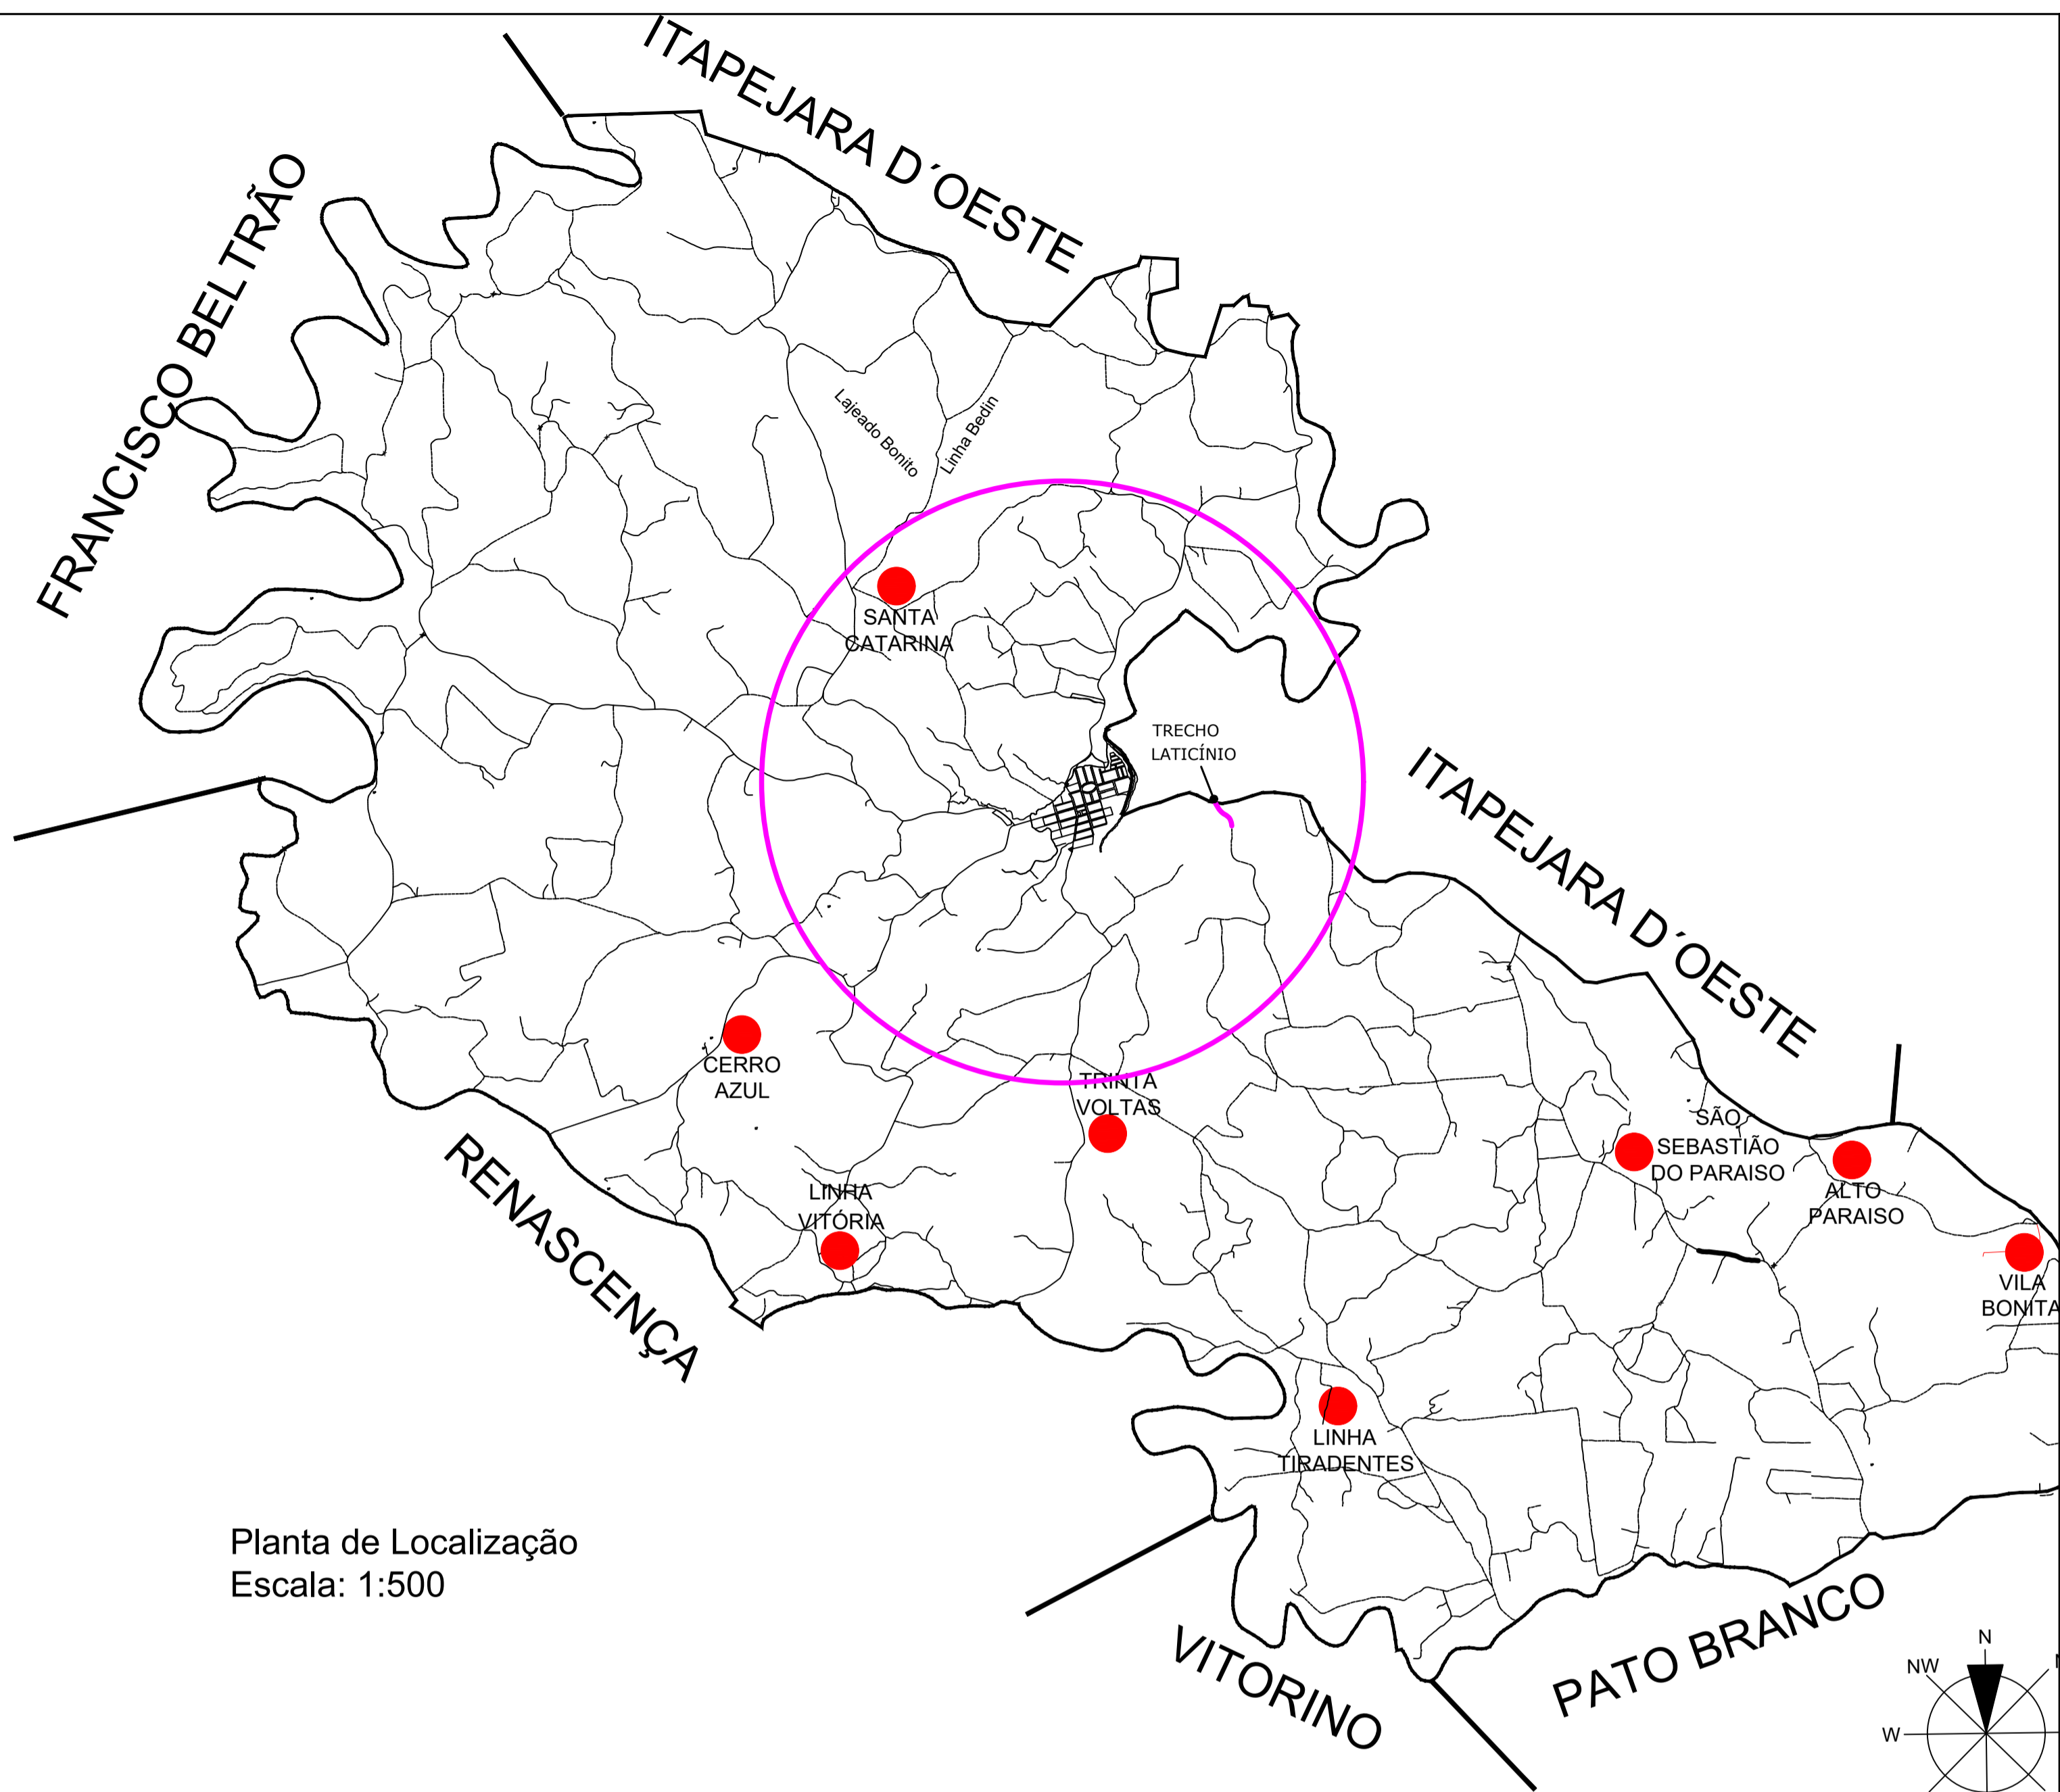 ITAPEJARA D´OESTE
FRANCISCO BELTRÃO
Lajeado Bonito
Linha Bedin
SANTA
CATARINA
TRECHO
LATICÍNIO
ITAPEJARA D´OESTE
CERRO
AZUL
TRINTA
VOLTAS
SÃO
SEBASTIÃO
DO PARAISO
ALTO
PARAISO
LINHA
VITÓRIA
VILA
BONITA
RENASCENÇA
LINHA
TIRADENTES
Planta de Localização
Escala: 1:500
VITORINO
PATO BRANCO
N
NW
W